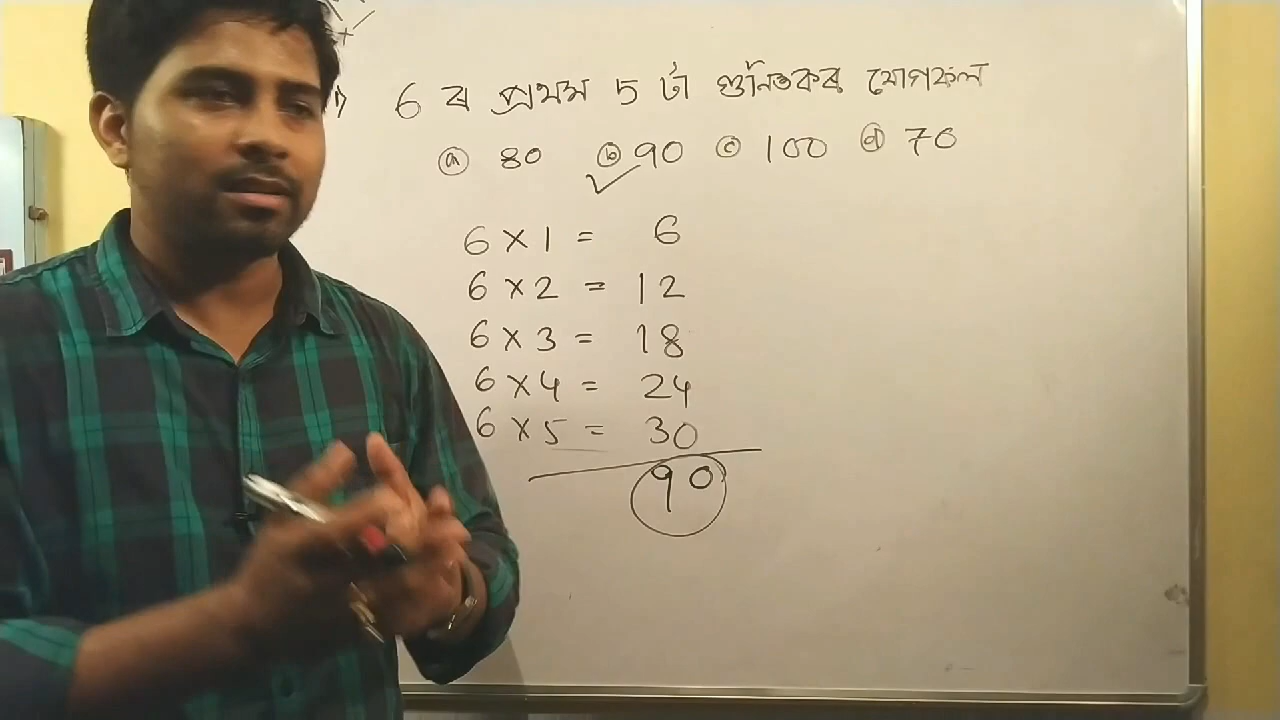 6 ৰ প্ৰথম 5 টা গুণিতকৰ যোগফল
(a) 80 (b) 90 (c) 100 (d) 70
6 × 1 = 6
6 × 2 = 12
6 × 3 = 18
6 × 4 = 24
6 × 5 = 30
90